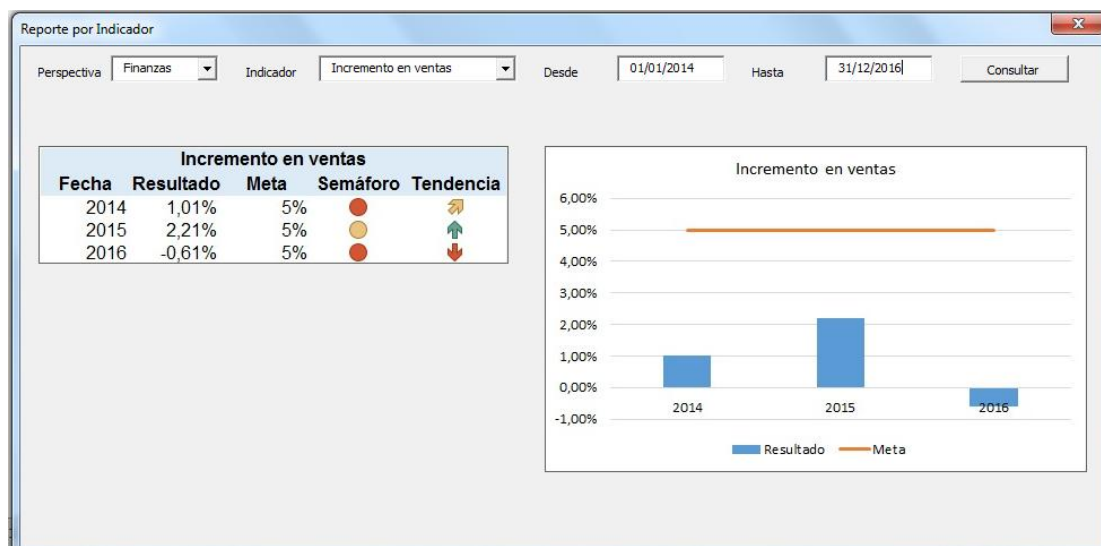 Reporte por Indicador
x
Perspectiva Finanzas Indicador Incremento en ventas Desde 01/01/2014 Hasta 31/12/2016 Consultar
Incremento en ventas
Fecha Resultado Meta Semáforo Tendencia
2014 1,01% 5%
2015 2,21% 5%
2016 -0,61% 5%
Incremento en ventas
6,00%
5,00%
4,00%
3,00%
2,00%
1,00%
0,00%
-1,00%
2014 2015 2016
Resultado Meta